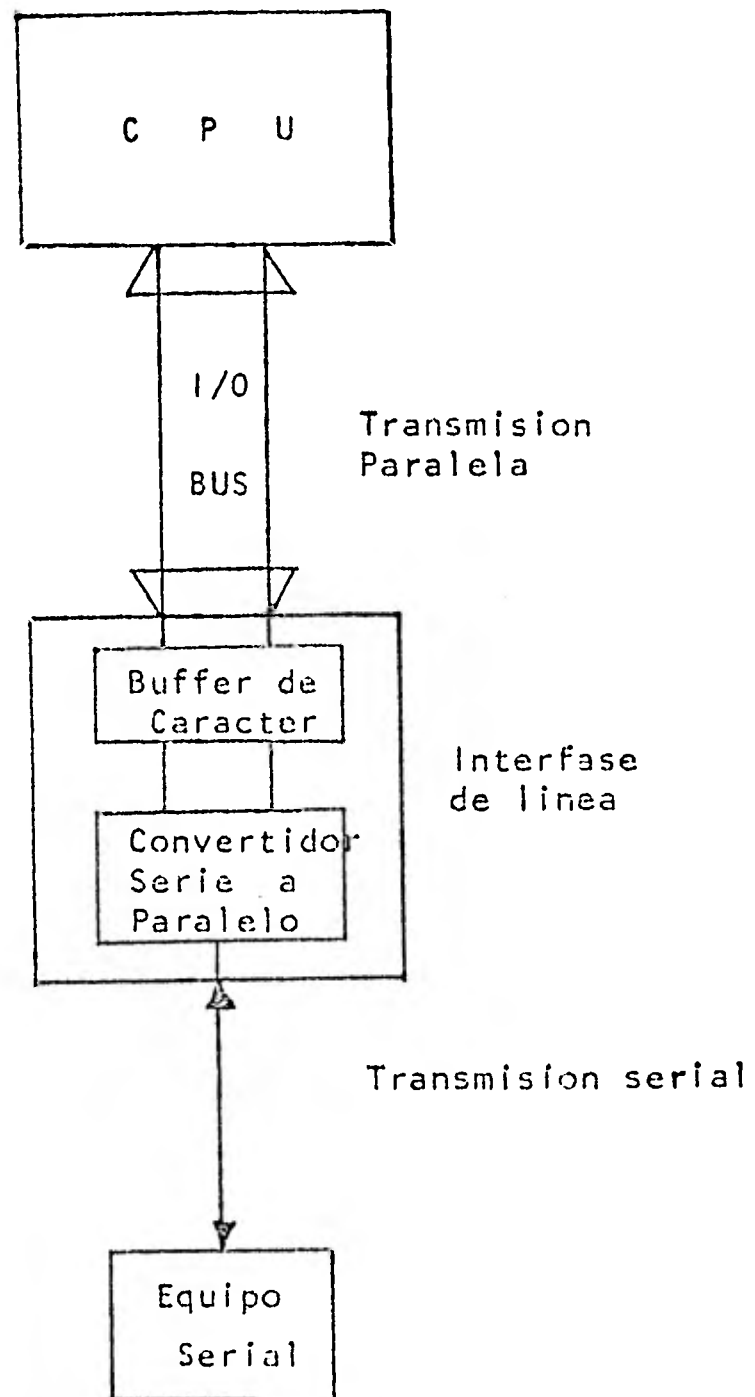 C P U
I/O
BUS
Transmision
Paralela
Buffer de
Caracter
Interfase
de linea
Convertidor
Serie a
Paralelo
Transmision serial
Equipo
Serial